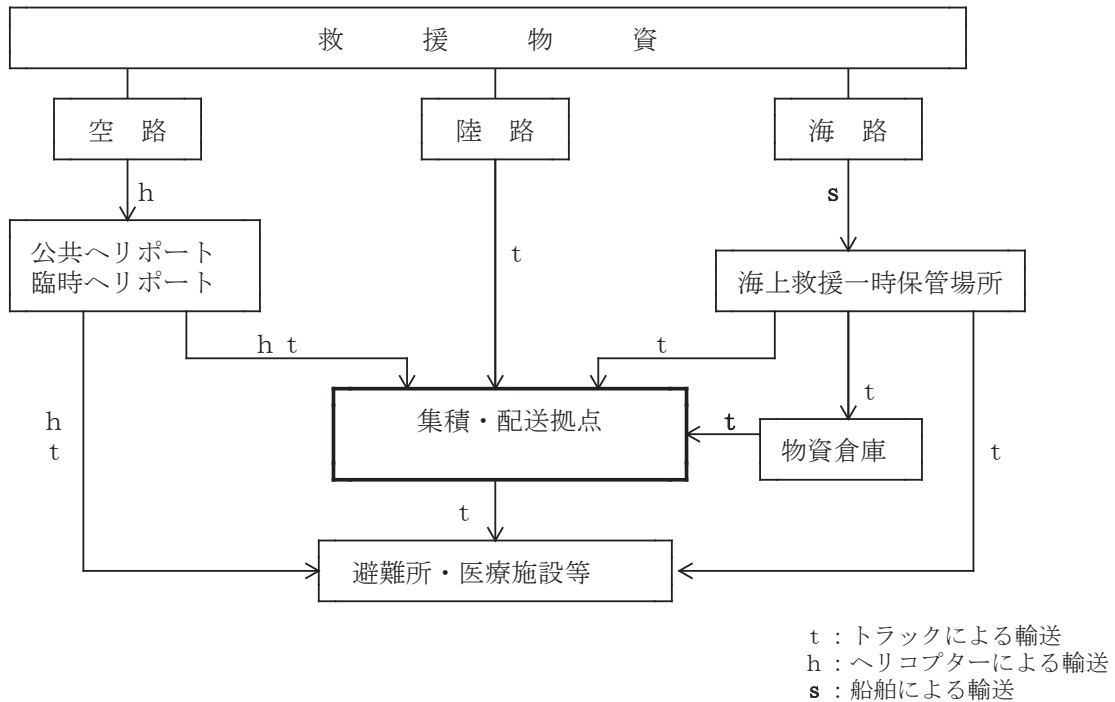 救 援 物 資
空 路
陸 路
海 路
h
s
公共ヘリポート
臨時ヘリポート
t
海上救援一時保管場所
h t
t
h
t
集積・配送拠点
t
t
物資倉庫
t
t
避難所・医療施設等
t：トラックによる輸送
h：ヘリコプターによる輸送
s：船舶による輸送